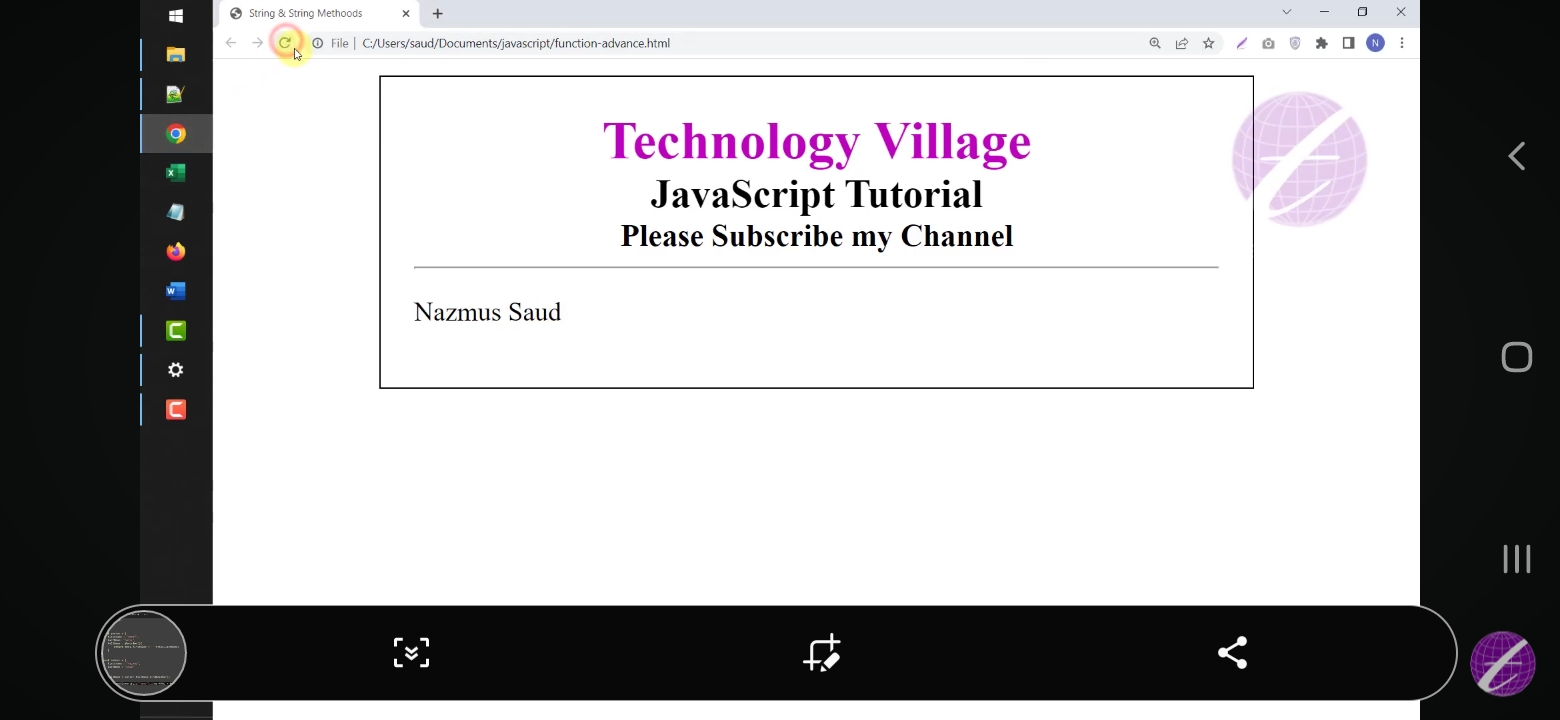 String & String Methoods
File
C:/Users/saud/Documents/javascript/function-advance.html
N
Technology Village
JavaScript Tutorial
Please Subscribe my Channel
Nazmus Saud